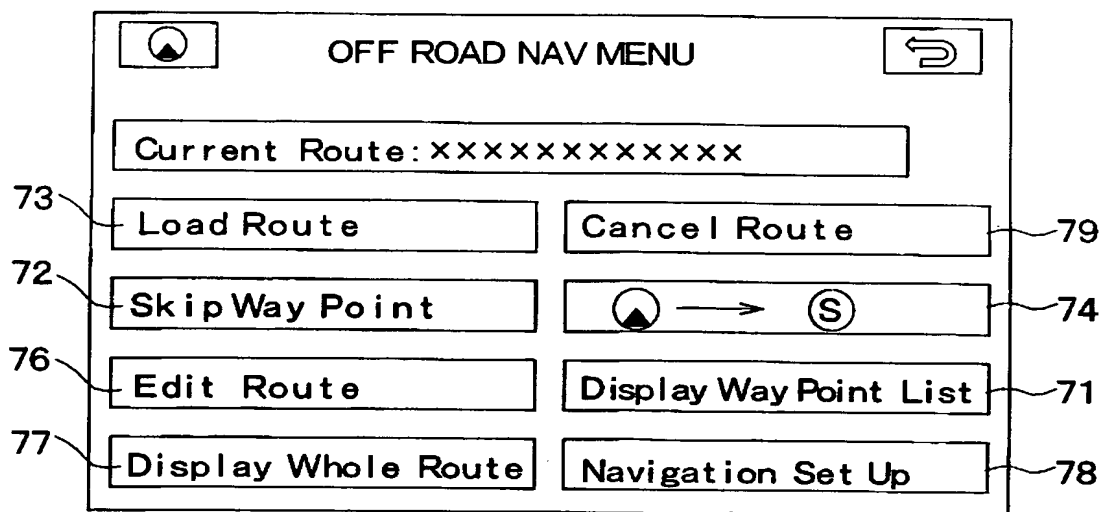 OFF ROAD NAV MENU
Current Route: xxxxxxxxxxxx
73 Load Route Cancel Route 79
72 Skip Way Point S 74
76 Edit Route Display Way Point List 71
77 Display Whole Route Navigation Set Up 78